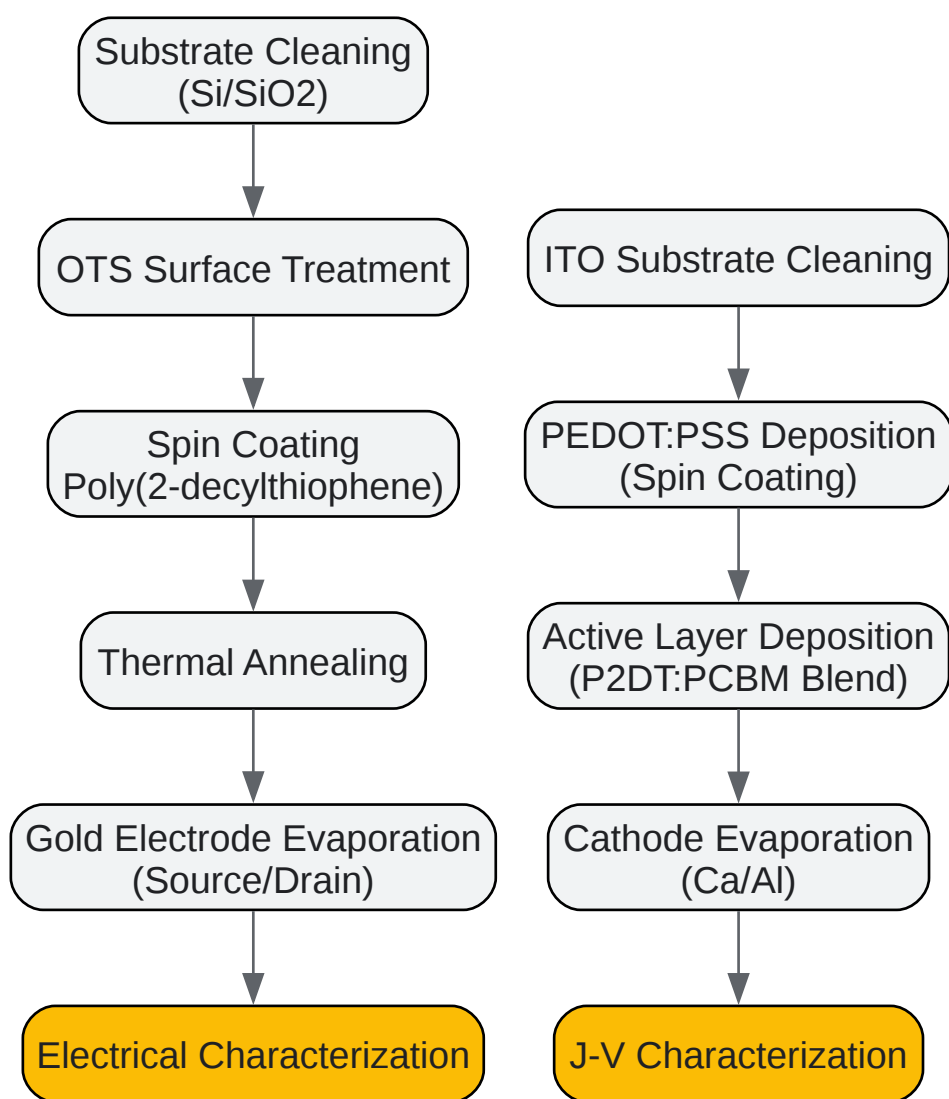 Substrate Cleaning
(Si/SiO2)
OTS Surface Treatment
Spin Coating
Poly(2-decylthiophene)
Thermal Annealing
Gold Electrode Evaporation
(Source/Drain)
Electrical Characterization
ITO Substrate Cleaning
PEDOT:PSS Deposition
(Spin Coating)
Active Layer Deposition
(P2DT:PCBM Blend)
Cathode Evaporation
(Ca/Al)
J-V Characterization